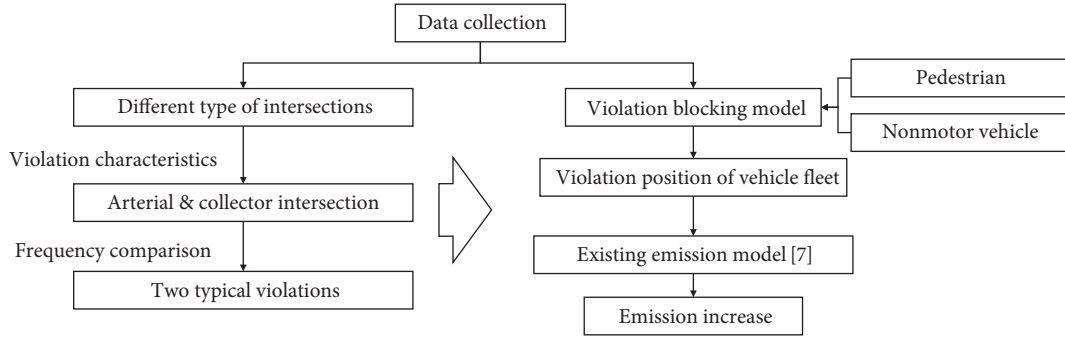 Data collection
Different type of intersections
Violation characteristics
Arterial & collector intersection
Frequency comparison
Two typical violations
Violation blocking model
Pedestrian
Nonmotor vehicle
Violation position of vehicle fleet
Existing emission model [7]
Emission increase